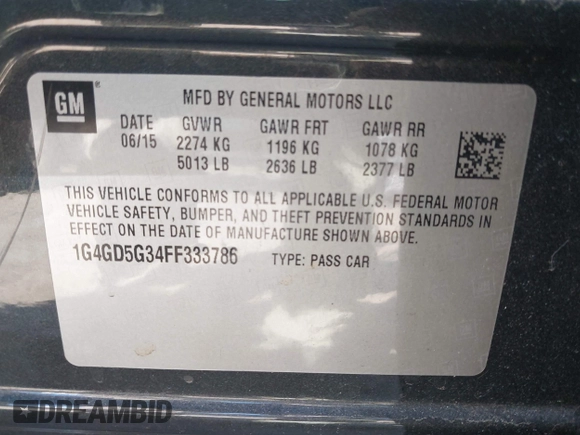 GM ®
MFD BY GENERAL MOTORS LLC
DATE GVWR GAWR FRT GAWR RR
06/15 2274 KG 1196 KG 1078 KG
5013 LB 2636 LB 2377 LB
THIS VEHICLE CONFORMS TO ALL APPLICABLE U.S. FEDERAL MOTOR
VEHICLE SAFETY, BUMPER, AND THEFT PREVENTION STANDARDS IN
EFFECT ON THE DATE OF MANUFACTURE SHOWN ABOVE.
1G4GD5G34FF333786 TYPE: PASS CAR
DREAMBID